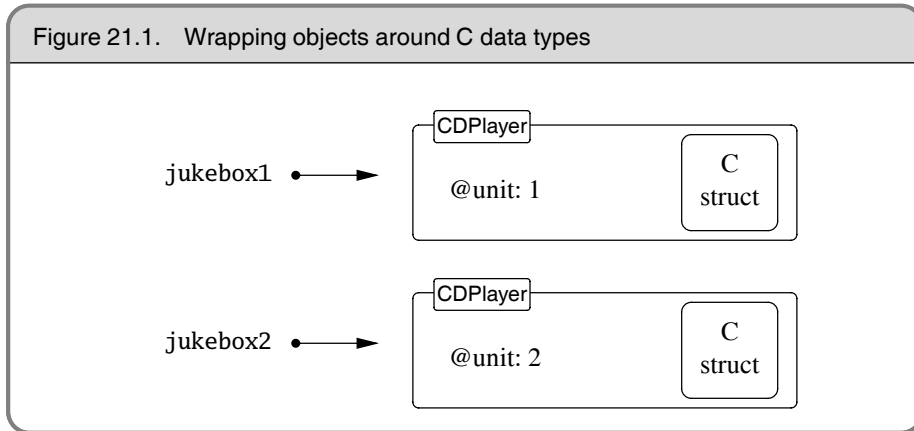 Figure 21.1. Wrapping objects around C data types
CDPlayer
jukebox1
@unit: 1
C
struct
CDPlayer
jukebox2
@unit: 2
C
struct